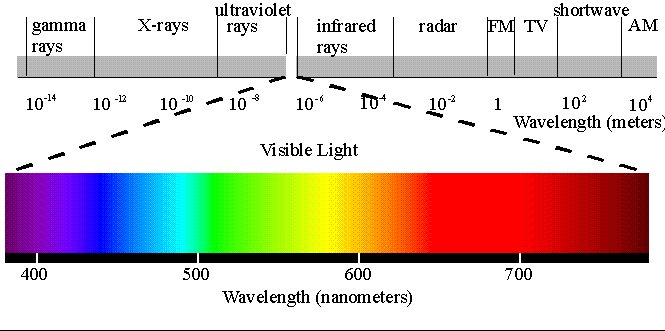 ultraviolet shortwave
gamma X-rays rays infrared radar FM TV AM
rays rays
10⁻¹⁴ 10⁻¹² 10⁻¹⁰ 10⁻⁸ 10⁻⁶ 10⁻⁴ 10⁻² 1 10² 10⁴
Wavelength (meters)
Visible Light
400 500 600 700
Wavelength (nanometers)